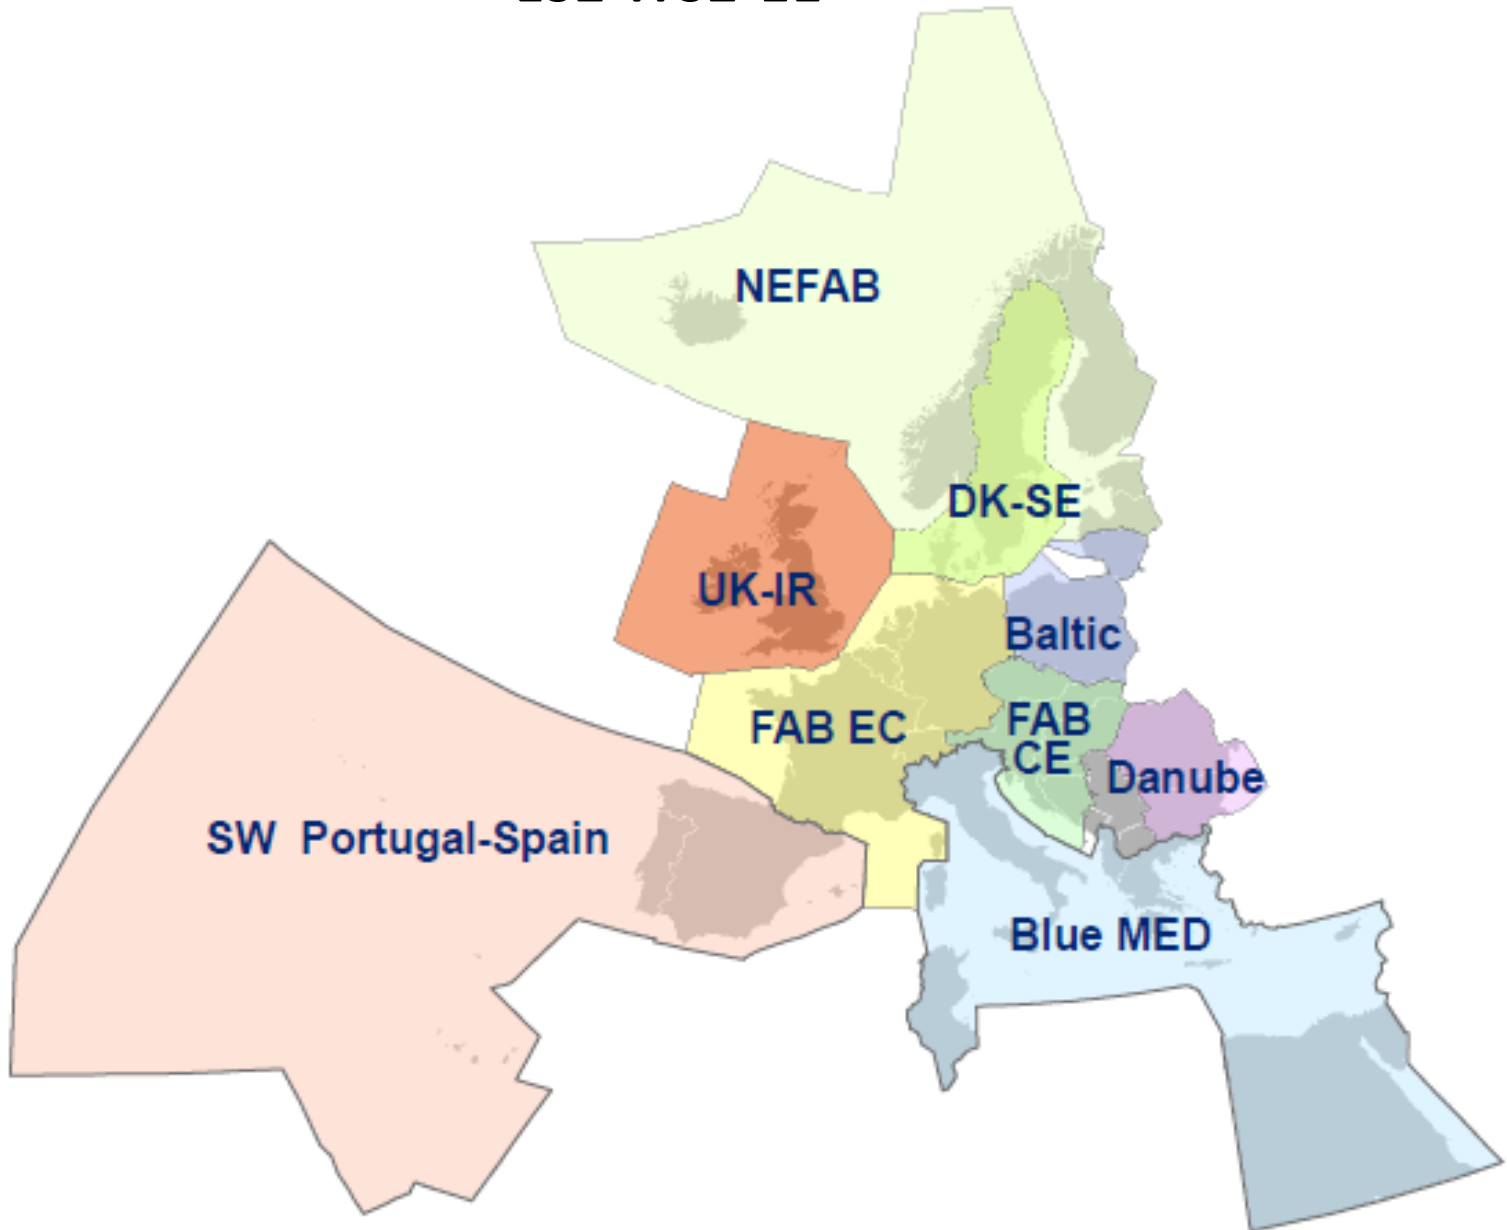 NEFAB
DK-SE
UK-IR
Baltic
FAB EC
FAB
CE
Danube
SW Portugal-Spain
Blue MED